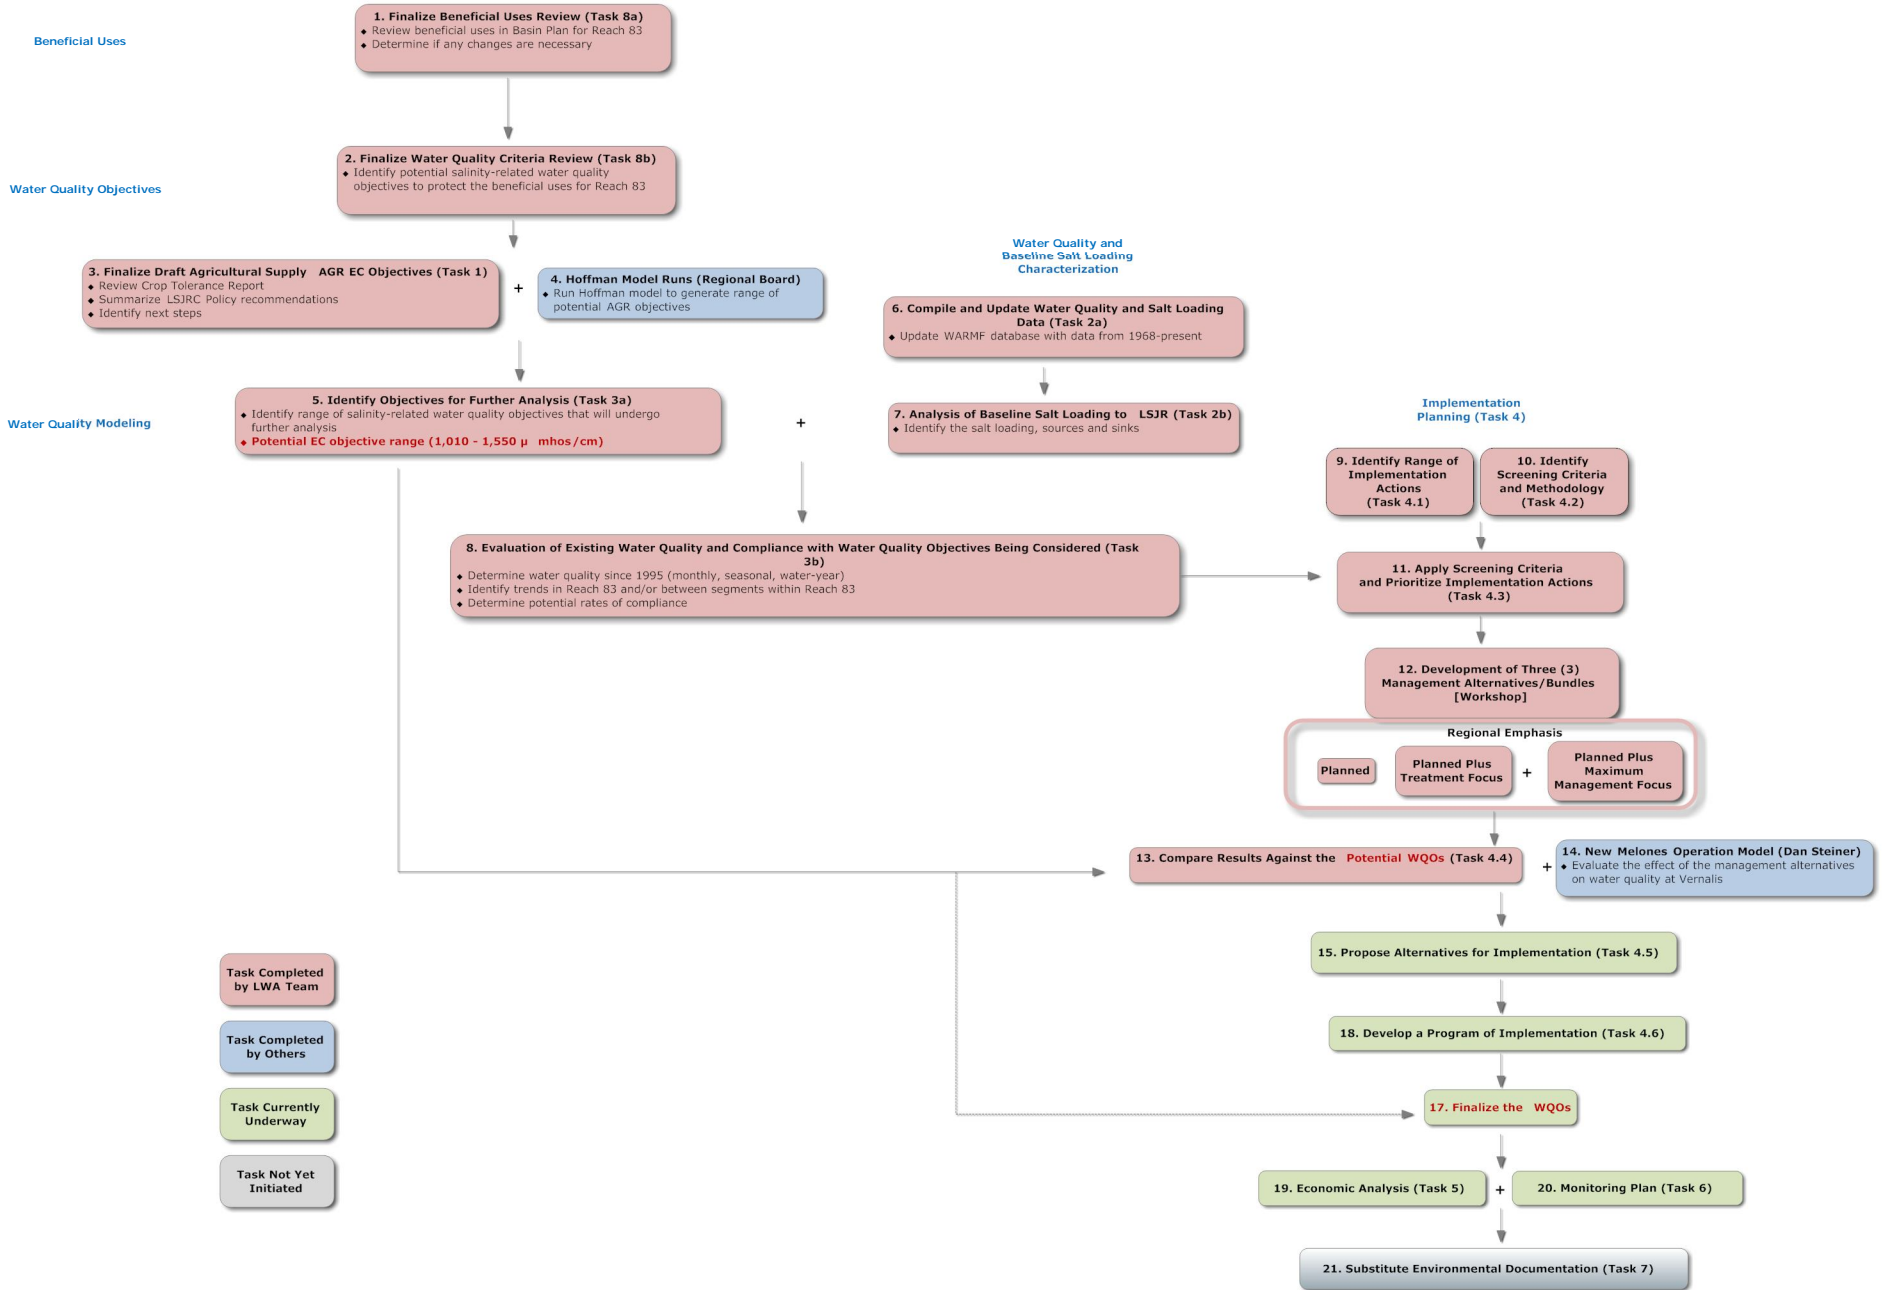 Beneficial Uses
1. Finalize Beneficial Uses Review (Task 8a)
◆ Review beneficial uses in Basin Plan for Reach 83
◆ Determine if any changes are necessary
Water Quality Objectives
2. Finalize Water Quality Criteria Review (Task 8b)
◆ Identify potential salinity-related water quality
objectives to protect the beneficial uses for Reach 83
3. Finalize Draft Agricultural Supply AGR EC Objectives (Task 1)
◆ Review Crop Tolerance Report
◆ Summarize LSJRC Policy recommendations
◆ Identify next steps
+
4. Hoffman Model Runs (Regional Board)
◆ Run Hoffman model to generate range of
potential AGR objectives
Water Quality and
Baseline Salt Loading
Characterization
6. Compile and Update Water Quality and Salt Loading
Data (Task 2a)
◆ Update WARMF database with data from 1968-present
Water Quality Modeling
5. Identify Objectives for Further Analysis (Task 3a)
◆ Identify range of salinity-related water quality objectives that will undergo
further analysis
◆ Potential EC objective range (1,010 - 1,550 µ mhos/cm)
+
7. Analysis of Baseline Salt Loading to LSJR (Task 2b)
◆ Identify the salt loading, sources and sinks
Implementation
Planning (Task 4)
9. Identify Range of
Implementation
Actions
(Task 4.1)
10. Identify
Screening Criteria
and Methodology
(Task 4.2)
8. Evaluation of Existing Water Quality and Compliance with Water Quality Objectives Being Considered (Task
3b)
◆ Determine water quality since 1995 (monthly, seasonal, water-year)
◆ Identify trends in Reach 83 and/or between segments within Reach 83
◆ Determine potential rates of compliance
11. Apply Screening Criteria
and Prioritize Implementation Actions
(Task 4.3)
12. Development of Three (3)
Management Alternatives/Bundles
[Workshop]
Regional Emphasis
Planned
Planned Plus
Treatment Focus
+
Planned Plus
Maximum
Management Focus
13. Compare Results Against the Potential WQOs (Task 4.4)
+
14. New Melones Operation Model (Dan Steiner)
◆ Evaluate the effect of the management alternatives
on water quality at Vernalis
15. Propose Alternatives for Implementation (Task 4.5)
18. Develop a Program of Implementation (Task 4.6)
17. Finalize the WQOs
19. Economic Analysis (Task 5)
+
20. Monitoring Plan (Task 6)
21. Substitute Environmental Documentation (Task 7)
Task Completed
by LWA Team
Task Completed
by Others
Task Currently
Underway
Task Not Yet
Initiated